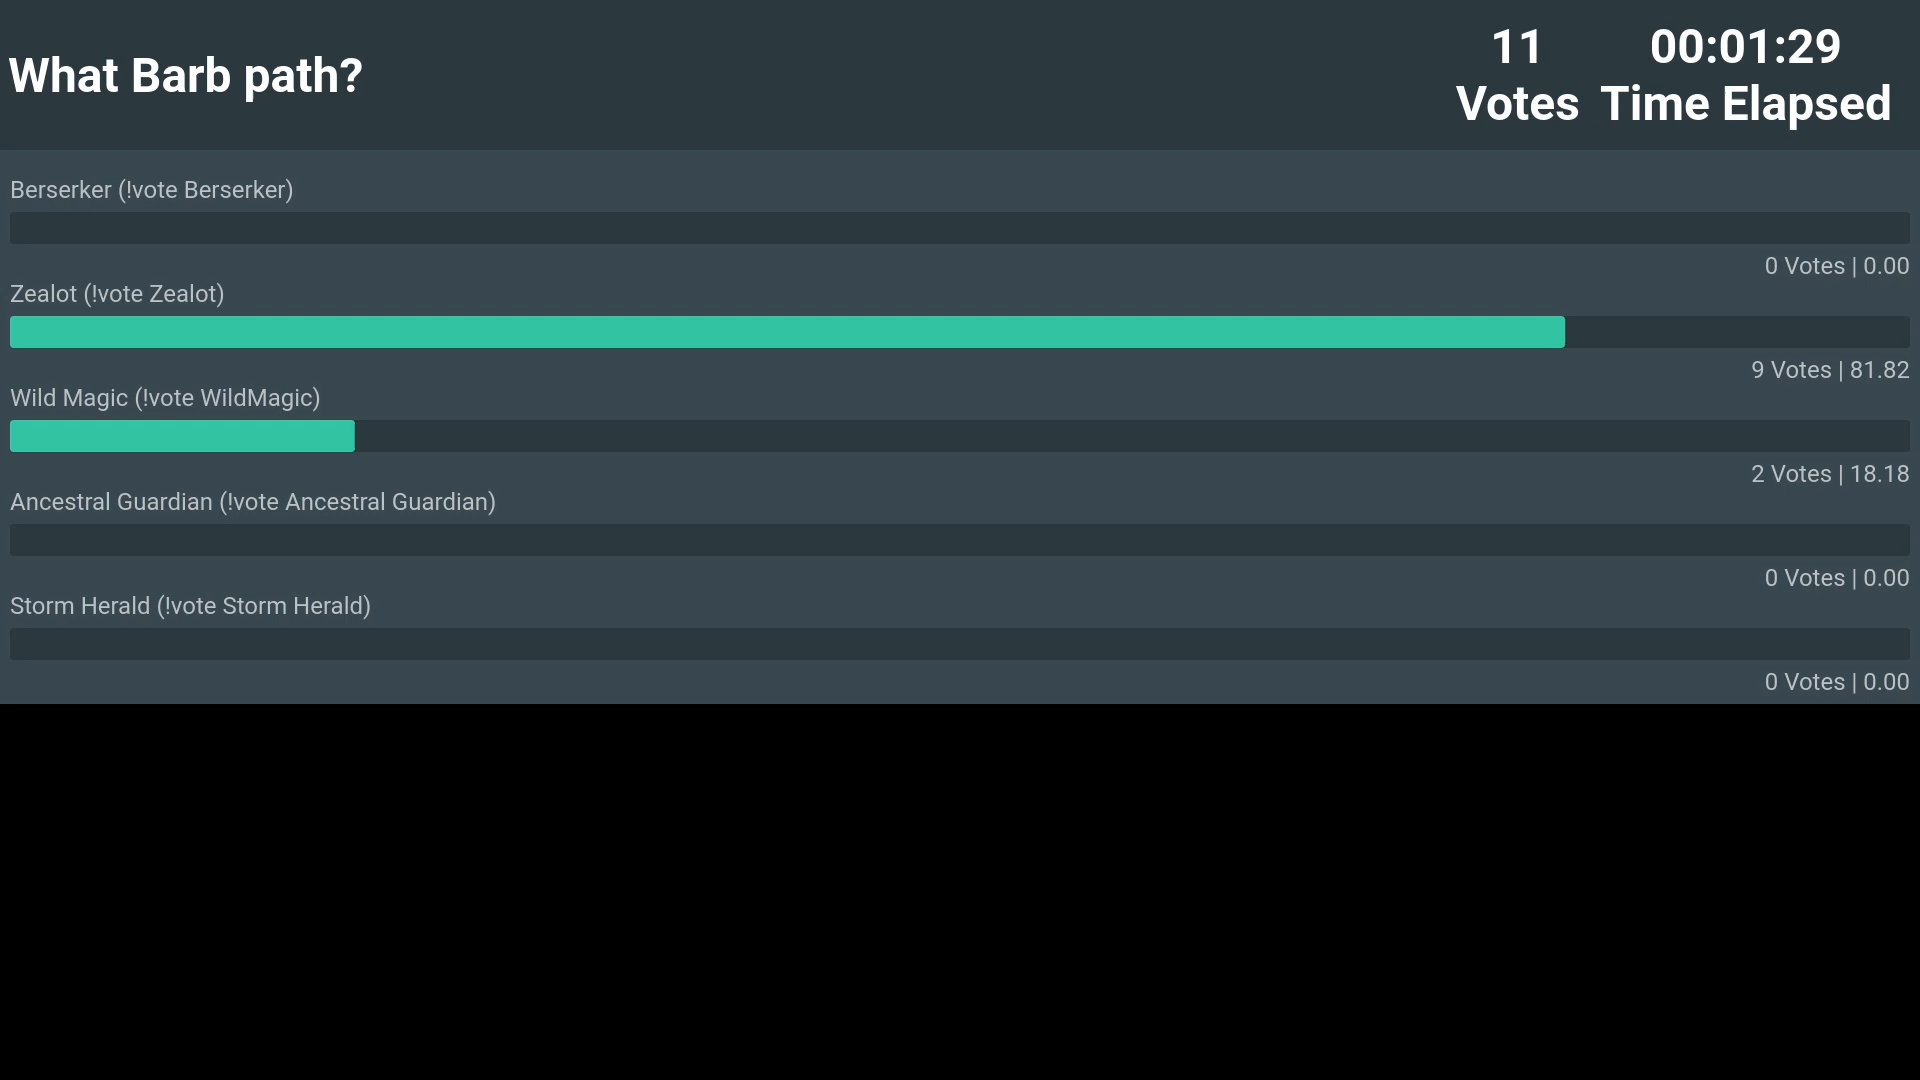 What Barb path?
11
Votes
00:01:29
Time Elapsed
Berserker (!vote Berserker)
0 Votes | 0.00
Zealot (!vote Zealot)
9 Votes | 81.82
Wild Magic (!vote WildMagic)
2 Votes | 18.18
Ancestral Guardian (!vote Ancestral Guardian)
0 Votes | 0.00
Storm Herald (!vote Storm Herald)
0 Votes | 0.00